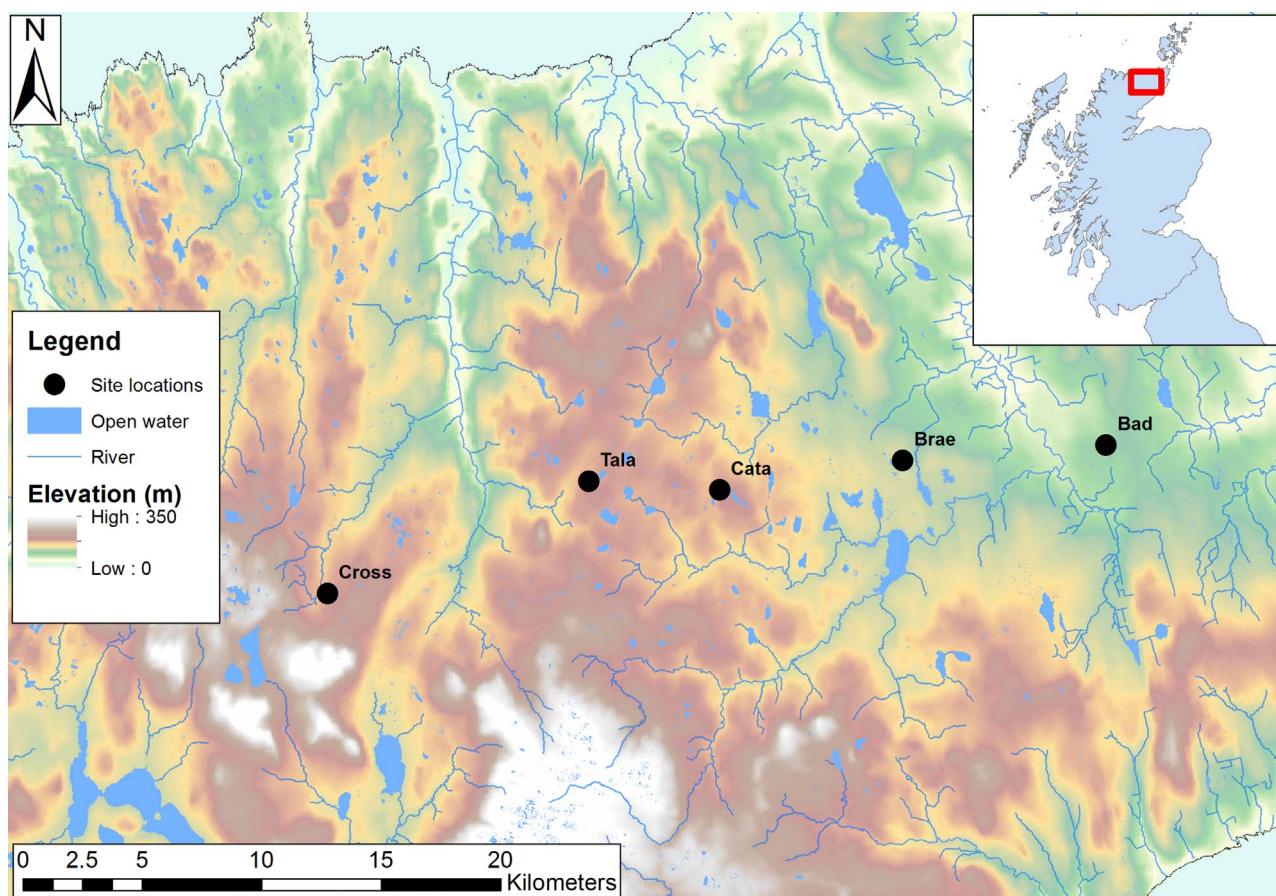 N
Legend
Site locations
Open water
River
Elevation (m)
High : 350
Low : 0
Tala
Cata
Brae
Bad
Cross
0 2.5 5 10 15 20
Kilometers